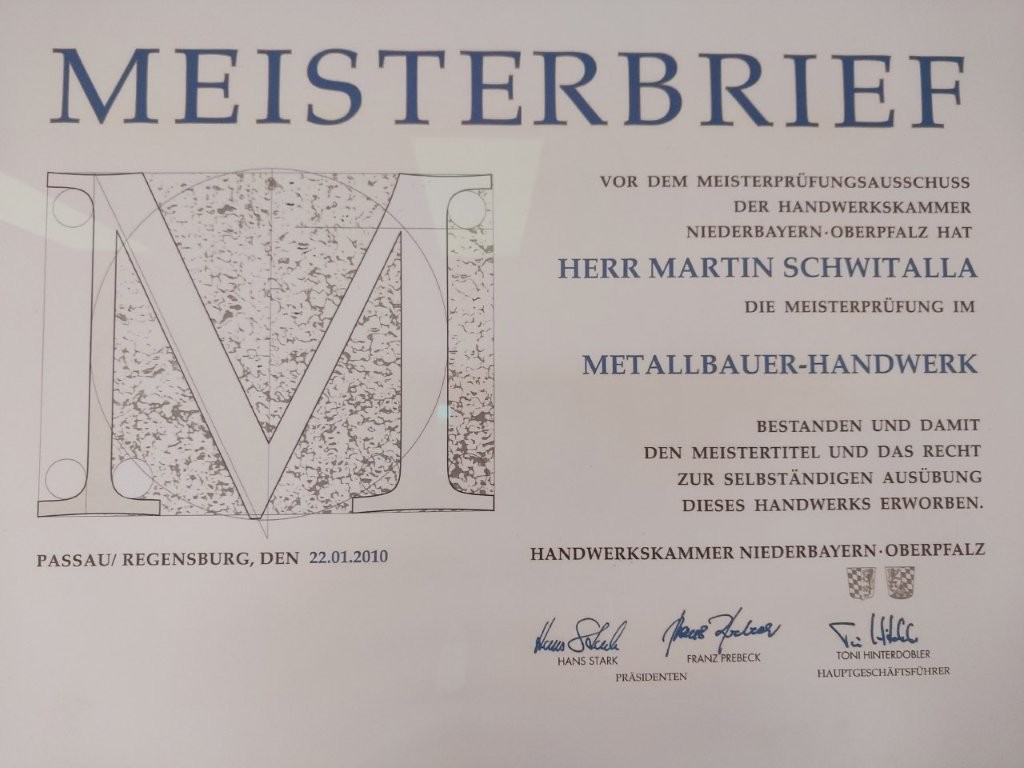 MEISTERBRIEF
VOR DEM MEISTERPRÜFUNGSAUSSCHUSS
DER HANDWERKSKAMMER
NIEDERBAYERN·OBERPFALZ HAT
HERR MARTIN SCHWITALLA
DIE MEISTERPRÜFUNG IM
METALLBAUER-HANDWERK
BESTANDEN UND DAMIT
DEN MEISTERTITEL UND DAS RECHT
ZUR SELBSTÄNDIGEN AUSÜBUNG
DIESES HANDWERKS ERWORBEN.
PASSAU/ REGENSBURG, DEN 22.01.2010
HANDWERKSKAMMER NIEDERBAYERN·OBERPFALZ
HANS STARK
FRANZ PREBECK
TONI HINTERDOBLER
PRÄSIDENTEN
HAUPTGESCHÄFTSFÜHRER